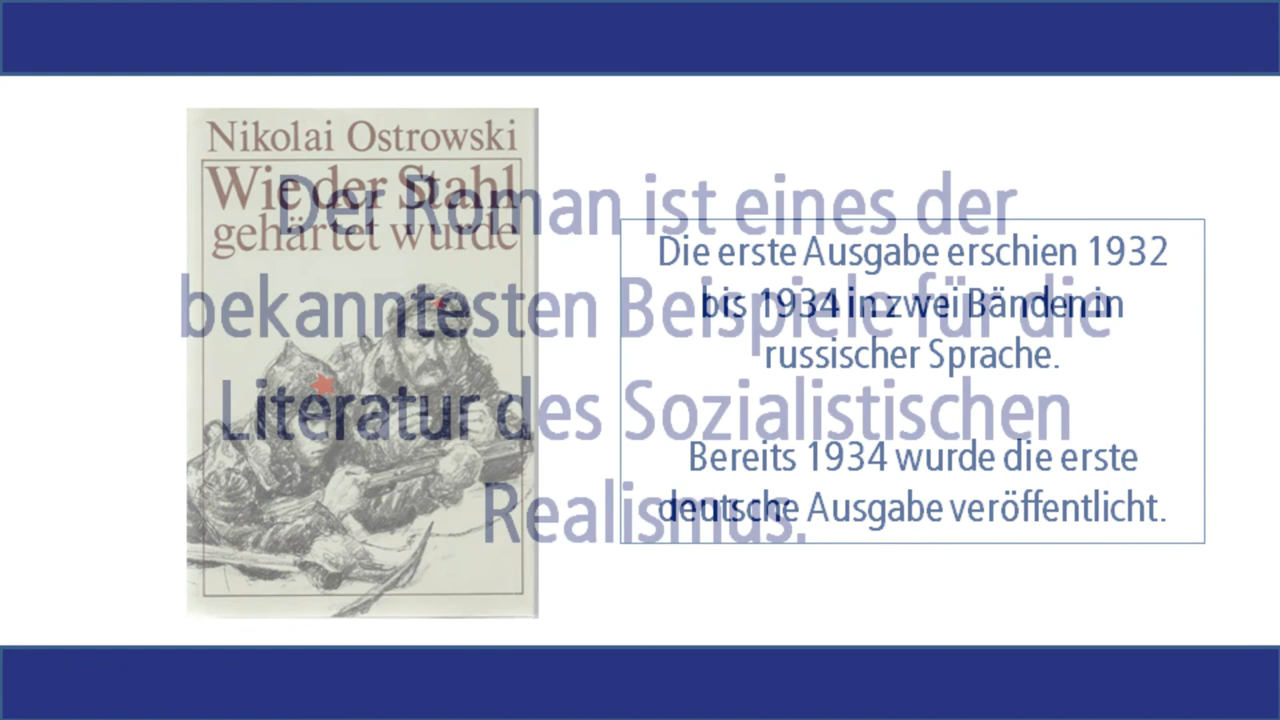 Nikolai Ostrowski
Wie der Stahl
gehärtet wurde
Der Roman ist eines der
bekanntesten Beispiele für die
Literatur des Sozialistischen
Realismus.
Die erste Ausgabe erschien 1932
bis 1934 in zwei Bänden in
russischer Sprache.
Bereits 1934 wurde die erste
deutsche Ausgabe veröffentlicht.